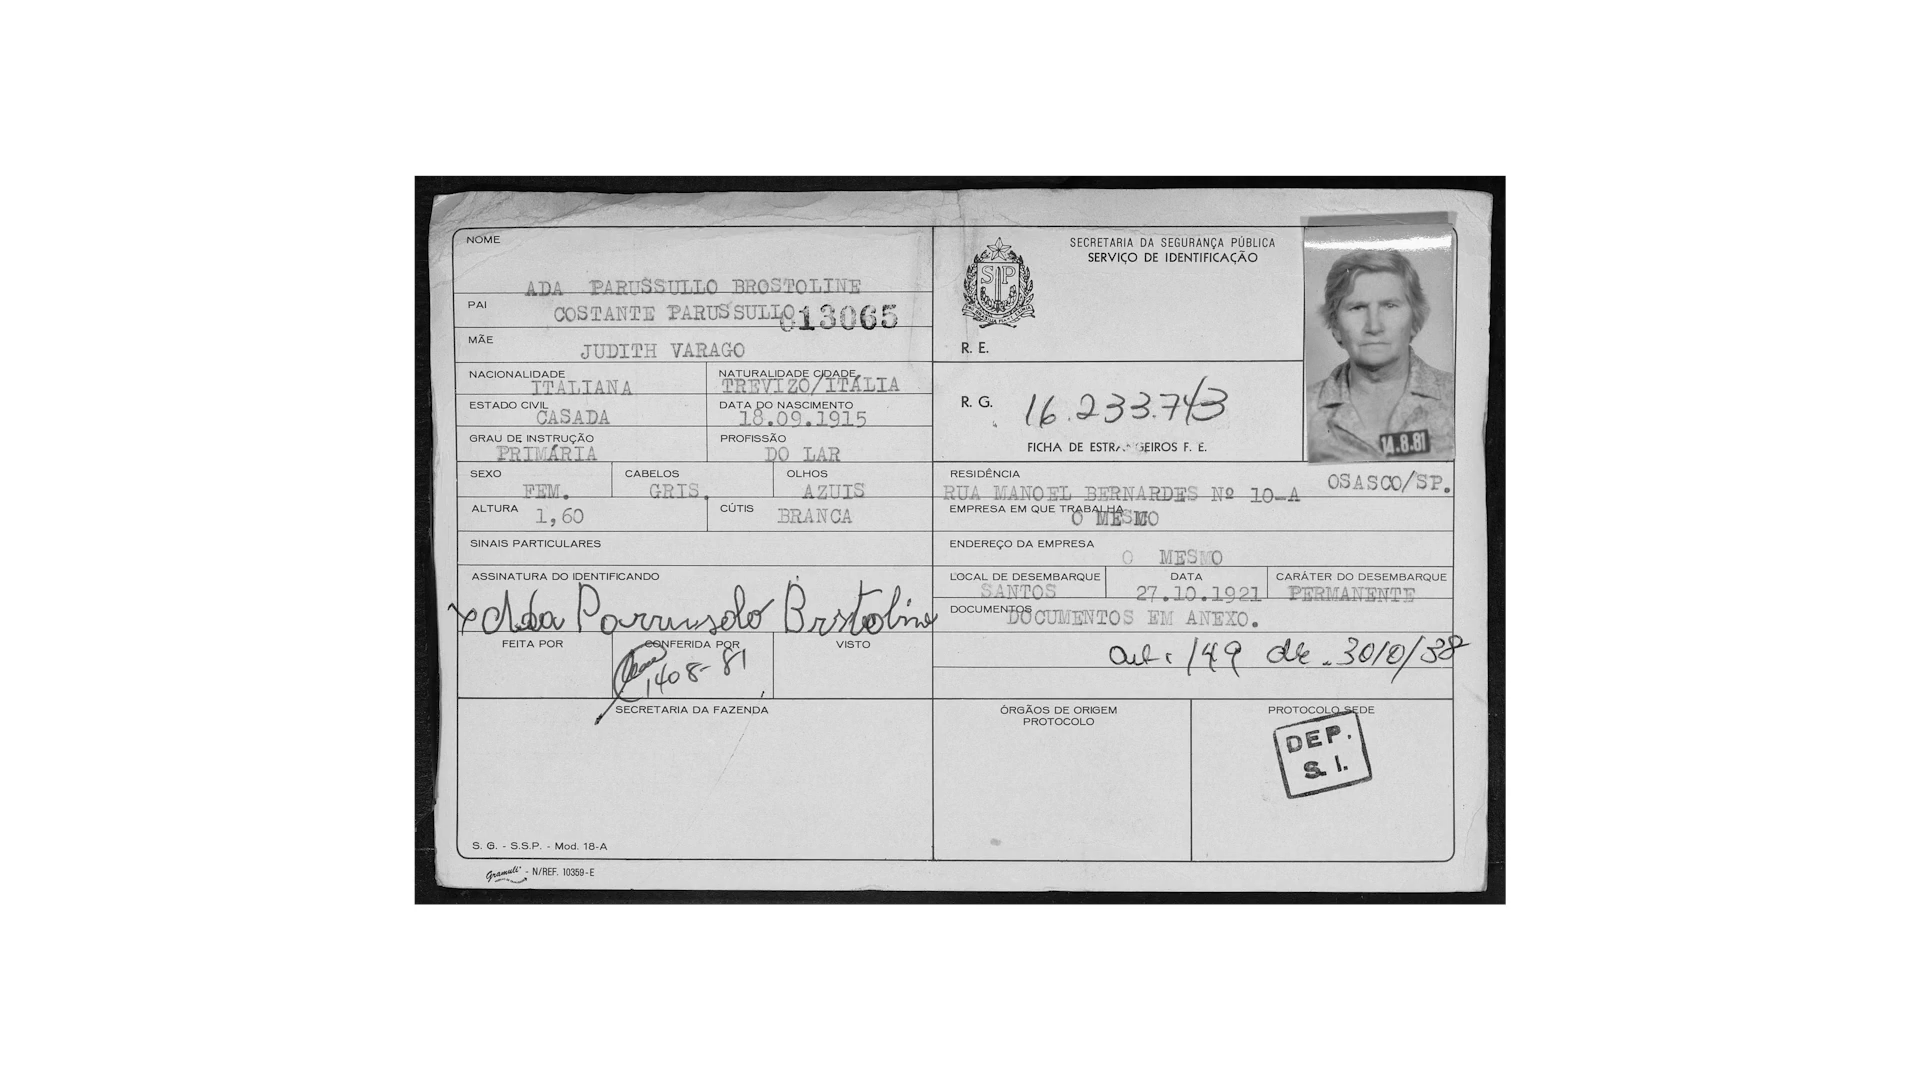 NOME
ADA PARUSSULLO BROSTOLINE
PAI
COSTANTE PARUSSULLO
013065
MÃE
JUDITH VARAGO
NACIONALIDADE
ITALIANA
NATURALIDADE CIDADE
TREVIZO/ITÁLIA
ESTADO CIVIL
CASADA
DATA DO NASCIMENTO
18.09.1915
GRAU DE INSTRUÇÃO
PRIMÁRIA
PROFISSÃO
DO LAR
SEXO
FEM.
CABELOS
GRIS.
OLHOS
AZUIS
ALTURA
1,60
CÚTIS
BRANCA
SINAIS PARTICULARES
ASSINATURA DO IDENTIFICANDO
x Ada Parrusolo Brstoline
FEITA POR
CONFERIDA POR
1408-81
VISTO
SECRETARIA DA FAZENDA
S. G. - S.S.P. - Mod. 18-A
Gramuli - N/REF. 10359-E
SECRETARIA DA SEGURANÇA PÚBLICA
SERVIÇO DE IDENTIFICAÇÃO
SP
R. E.
R. G. 16.233.743
FICHA DE ESTRANGEIROS F. E.
14.8.81
RESIDÊNCIA
RUA MANOEL BERNARDES Nº 10-A OSASCO/SP.
EMPRESA EM QUE TRABALHA
O MESMO
ENDEREÇO DA EMPRESA
O MESMO
LOCAL DE DESEMBARQUE
SANTOS
DATA
27.10.1921
CARÁTER DO DESEMBARQUE
PERMANENTE
DOCUMENTOS
DOCUMENTOS EM ANEXO.
149 de 30/0/38
ÓRGÃOS DE ORIGEM
PROTOCOLO
PROTOCOLO SEDE
DEP.
S. I.